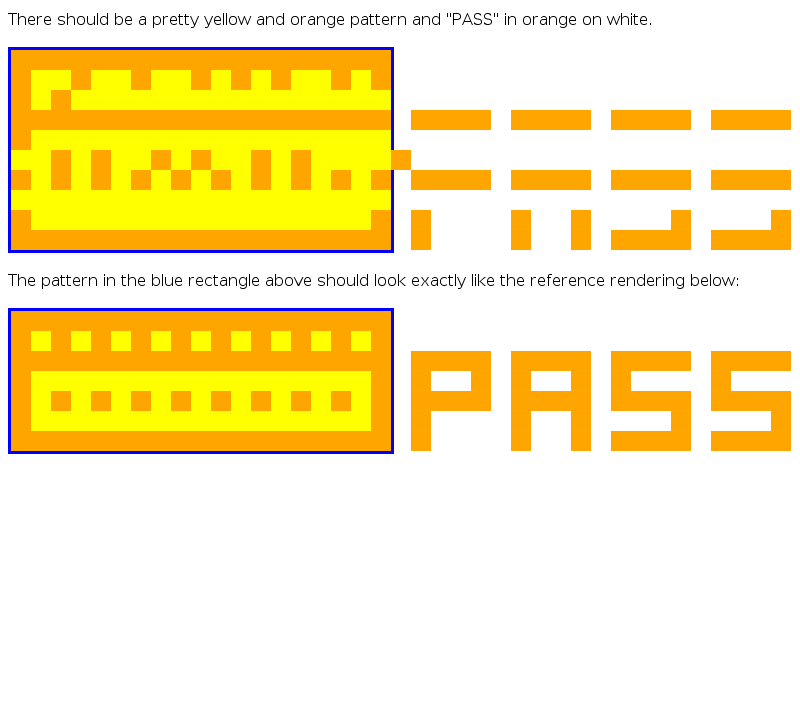 There should be a pretty yellow and orange pattern and "PASS" in orange on white.
The pattern in the blue rectangle above should look exactly like the reference rendering below:
PASS